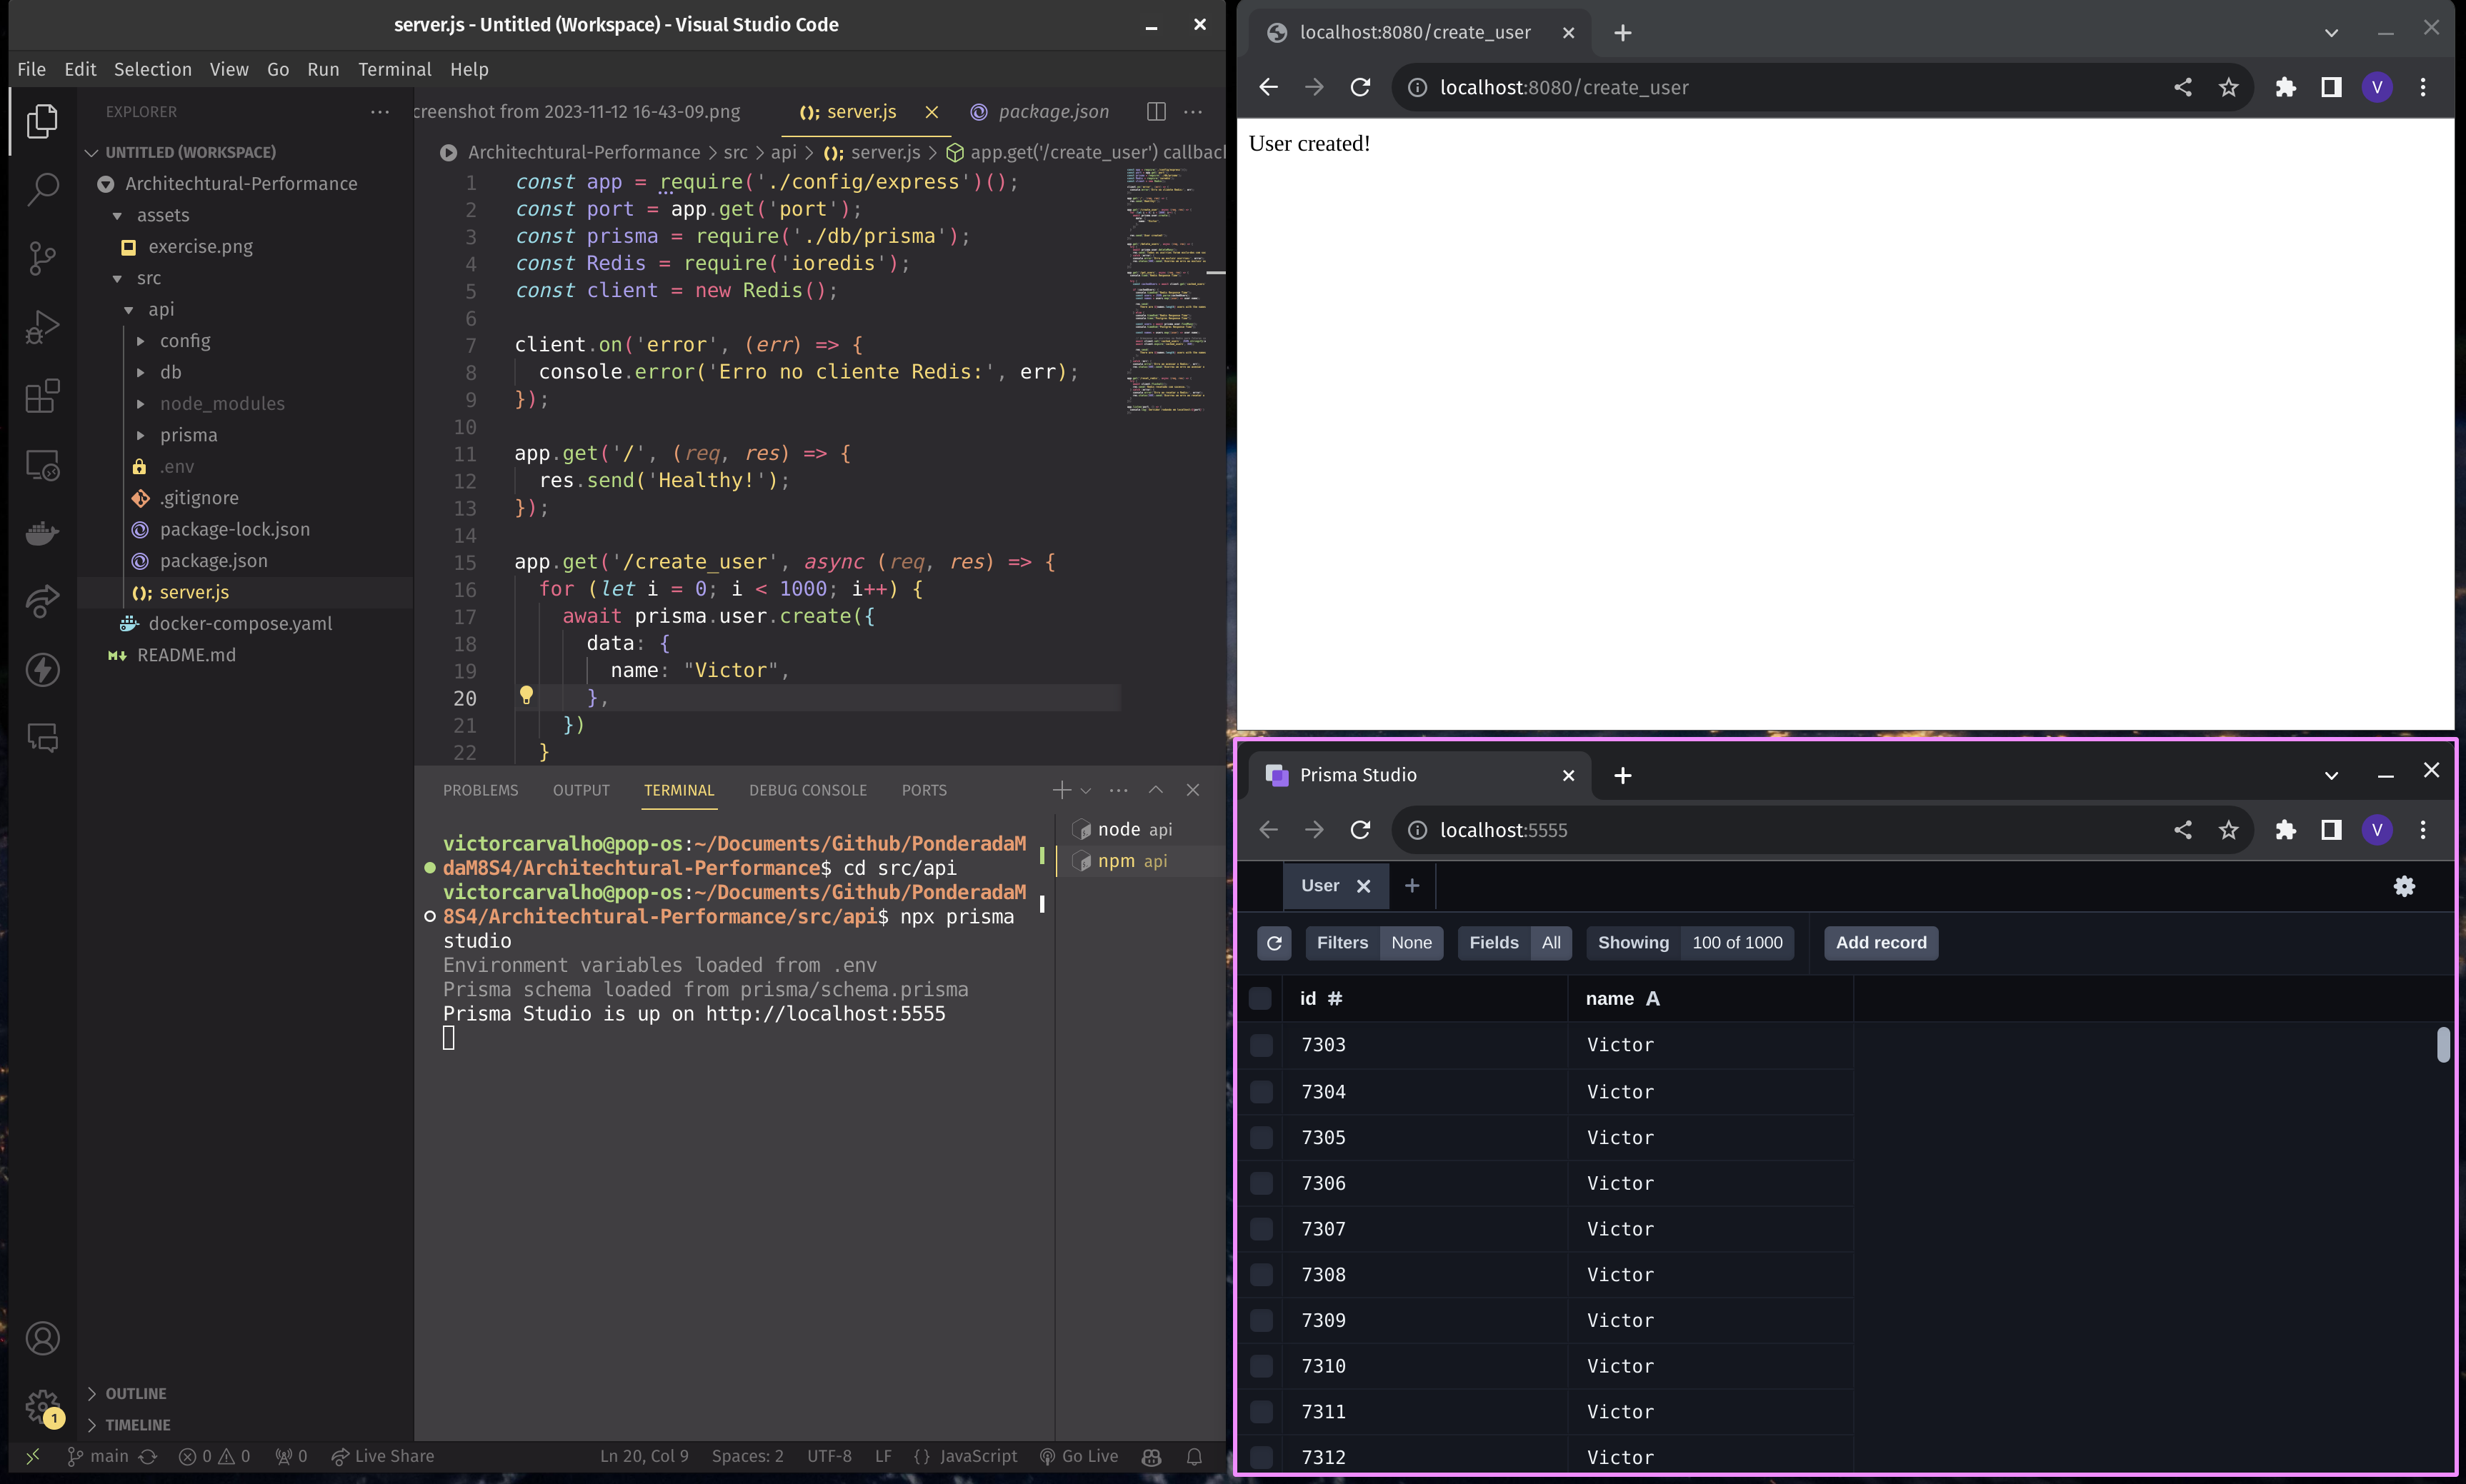 server.js - Untitled (Workspace) - Visual Studio Code
File Edit Selection View Go Run Terminal Help
EXPLORER
UNTITLED (WORKSPACE)
Architechtural-Performance
assets
exercise.png
src
api
config
db
node_modules
prisma
.env
.gitignore
package-lock.json
package.json
server.js
docker-compose.yaml
README.md
OUTLINE
TIMELINE
creenshot from 2023-11-12 16-43-09.png server.js package.json
Architechtural-Performance > src > api > server.js > app.get('/create_user') callback
1 const app = require('./config/express')();
2 const port = app.get('port');
3 const prisma = require('./db/prisma');
4 const Redis = require('ioredis');
5 const client = new Redis();
6
7 client.on('error', (err) => {
8 console.error('Erro no cliente Redis:', err);
9 });
10
11 app.get('/', (req, res) => {
12 res.send('Healthy!');
13 });
14
15 app.get('/create_user', async (req, res) => {
16 for (let i = 0; i < 1000; i++) {
17 await prisma.user.create({
18 data: {
19 name: "Victor",
20 },
21 })
22 }
PROBLEMS OUTPUT TERMINAL DEBUG CONSOLE PORTS
victorcarvalho@pop-os:~/Documents/Github/PonderadaM
daM8S4/Architechtural-Performance$ cd src/api
victorcarvalho@pop-os:~/Documents/Github/PonderadaM
8S4/Architechtural-Performance/src/api$ npx prisma
studio
Environment variables loaded from .env
Prisma schema loaded from prisma/schema.prisma
Prisma Studio is up on http://localhost:5555
node api
npm api
1
main 0 0 0 Live Share Ln 20, Col 9 Spaces: 2 UTF-8 LF {} JavaScript Go Live
localhost:8080/create_user
localhost:8080/create_user
V
User created!
Prisma Studio
localhost:5555
V
User
Filters None Fields All Showing 100 of 1000 Add record
id # name A
7303 Victor
7304 Victor
7305 Victor
7306 Victor
7307 Victor
7308 Victor
7309 Victor
7310 Victor
7311 Victor
7312 Victor